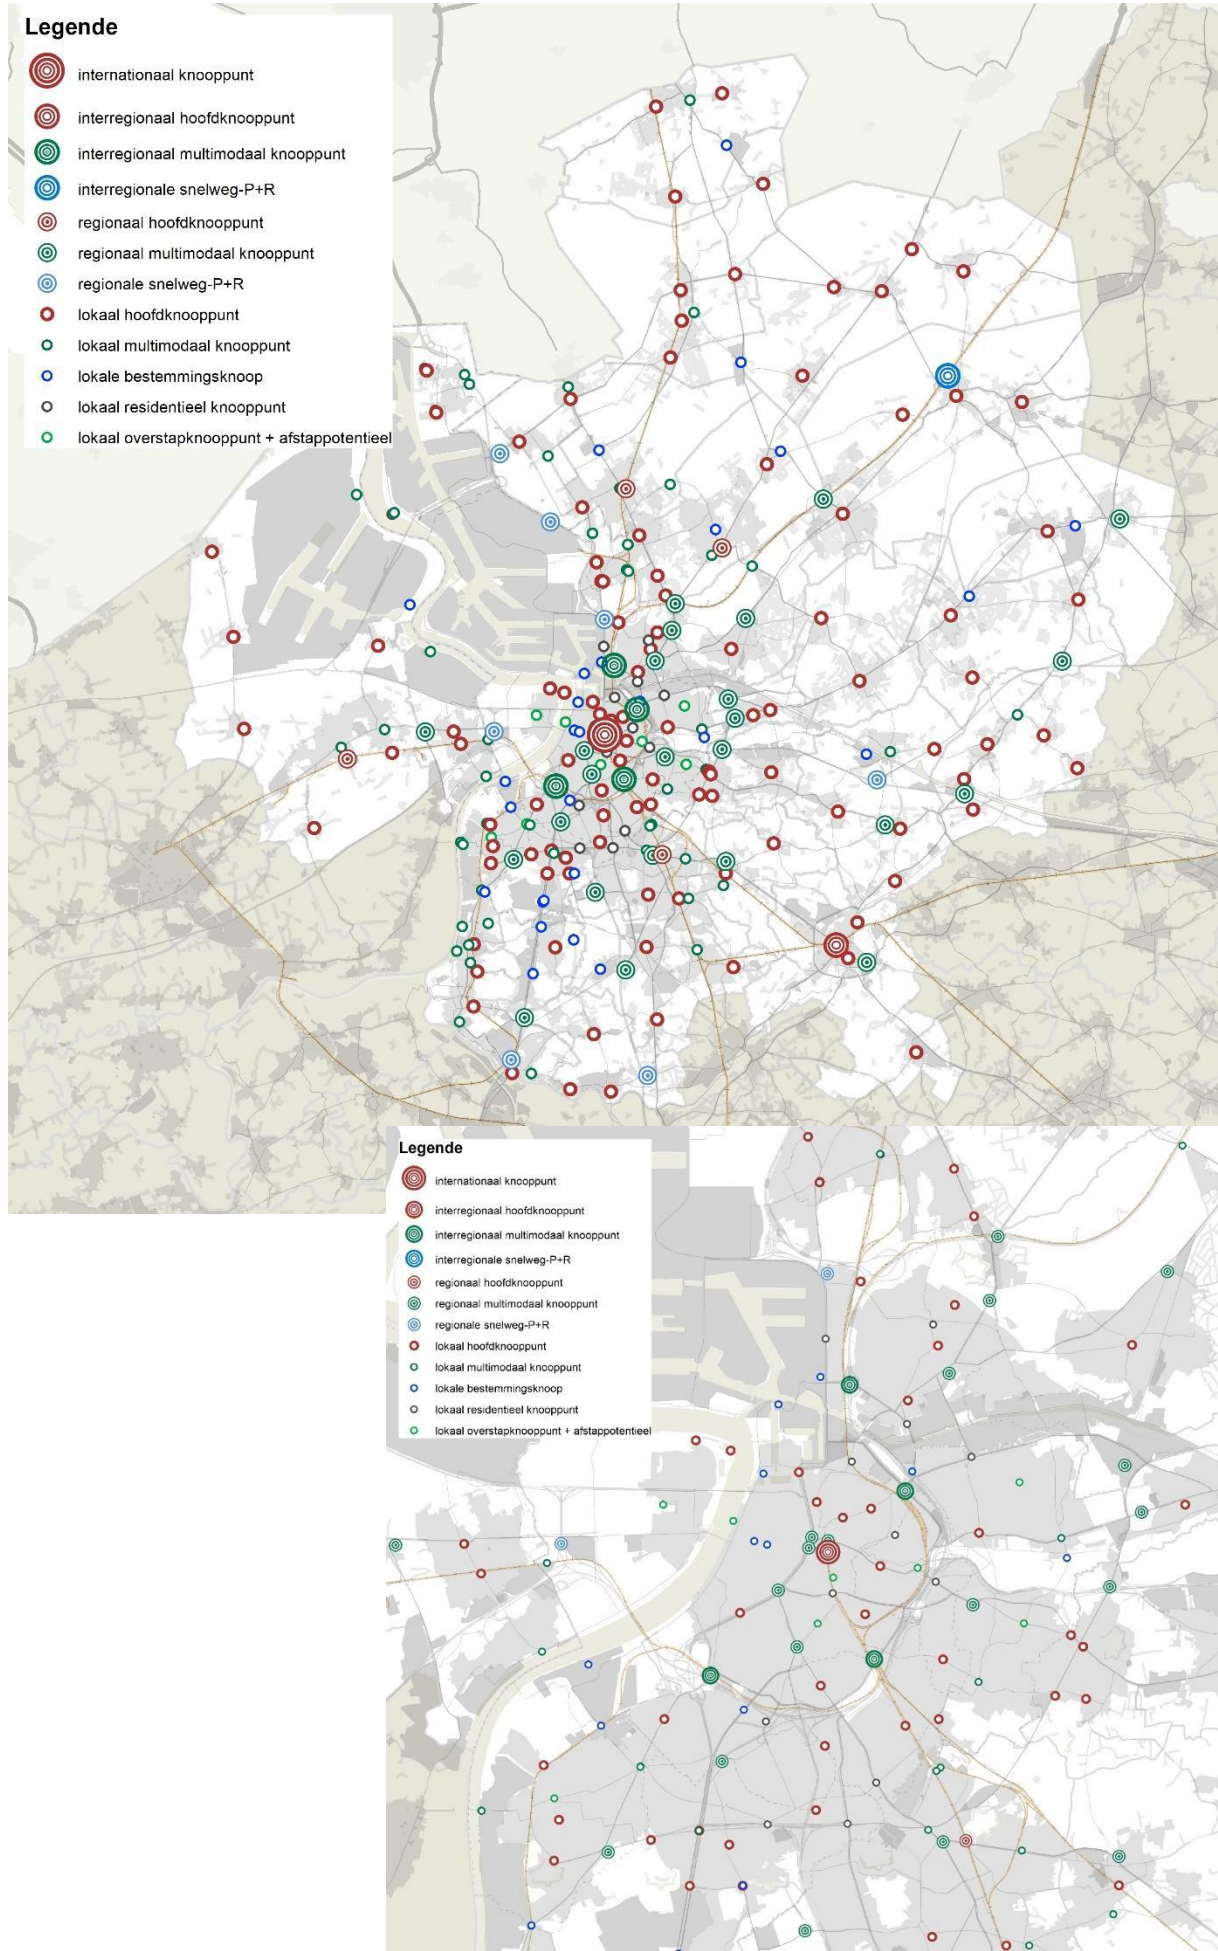 Legende
internationaal knooppunt
interregionaal hoofdknooppunt
interregionaal multimodaal knooppunt
interregionale snelweg-P+R
regionaal hoofdknooppunt
regionaal multimodaal knooppunt
regionale snelweg-P+R
lokaal hoofdknooppunt
lokaal multimodaal knooppunt
lokale bestemmingsknoop
lokaal residentieel knooppunt
lokaal overstapknooppunt + afstappotentieel
Legende
internationaal knooppunt
interregionaal hoofdknooppunt
interregionaal multimodaal knooppunt
interregionale snelweg-P+R
regionaal hoofdknooppunt
regionaal multimodaal knooppunt
regionale snelweg-P+R
lokaal hoofdknooppunt
lokaal multimodaal knooppunt
lokale bestemmingsknoop
lokaal residentieel knooppunt
lokaal overstapknooppunt + afstappotentieel